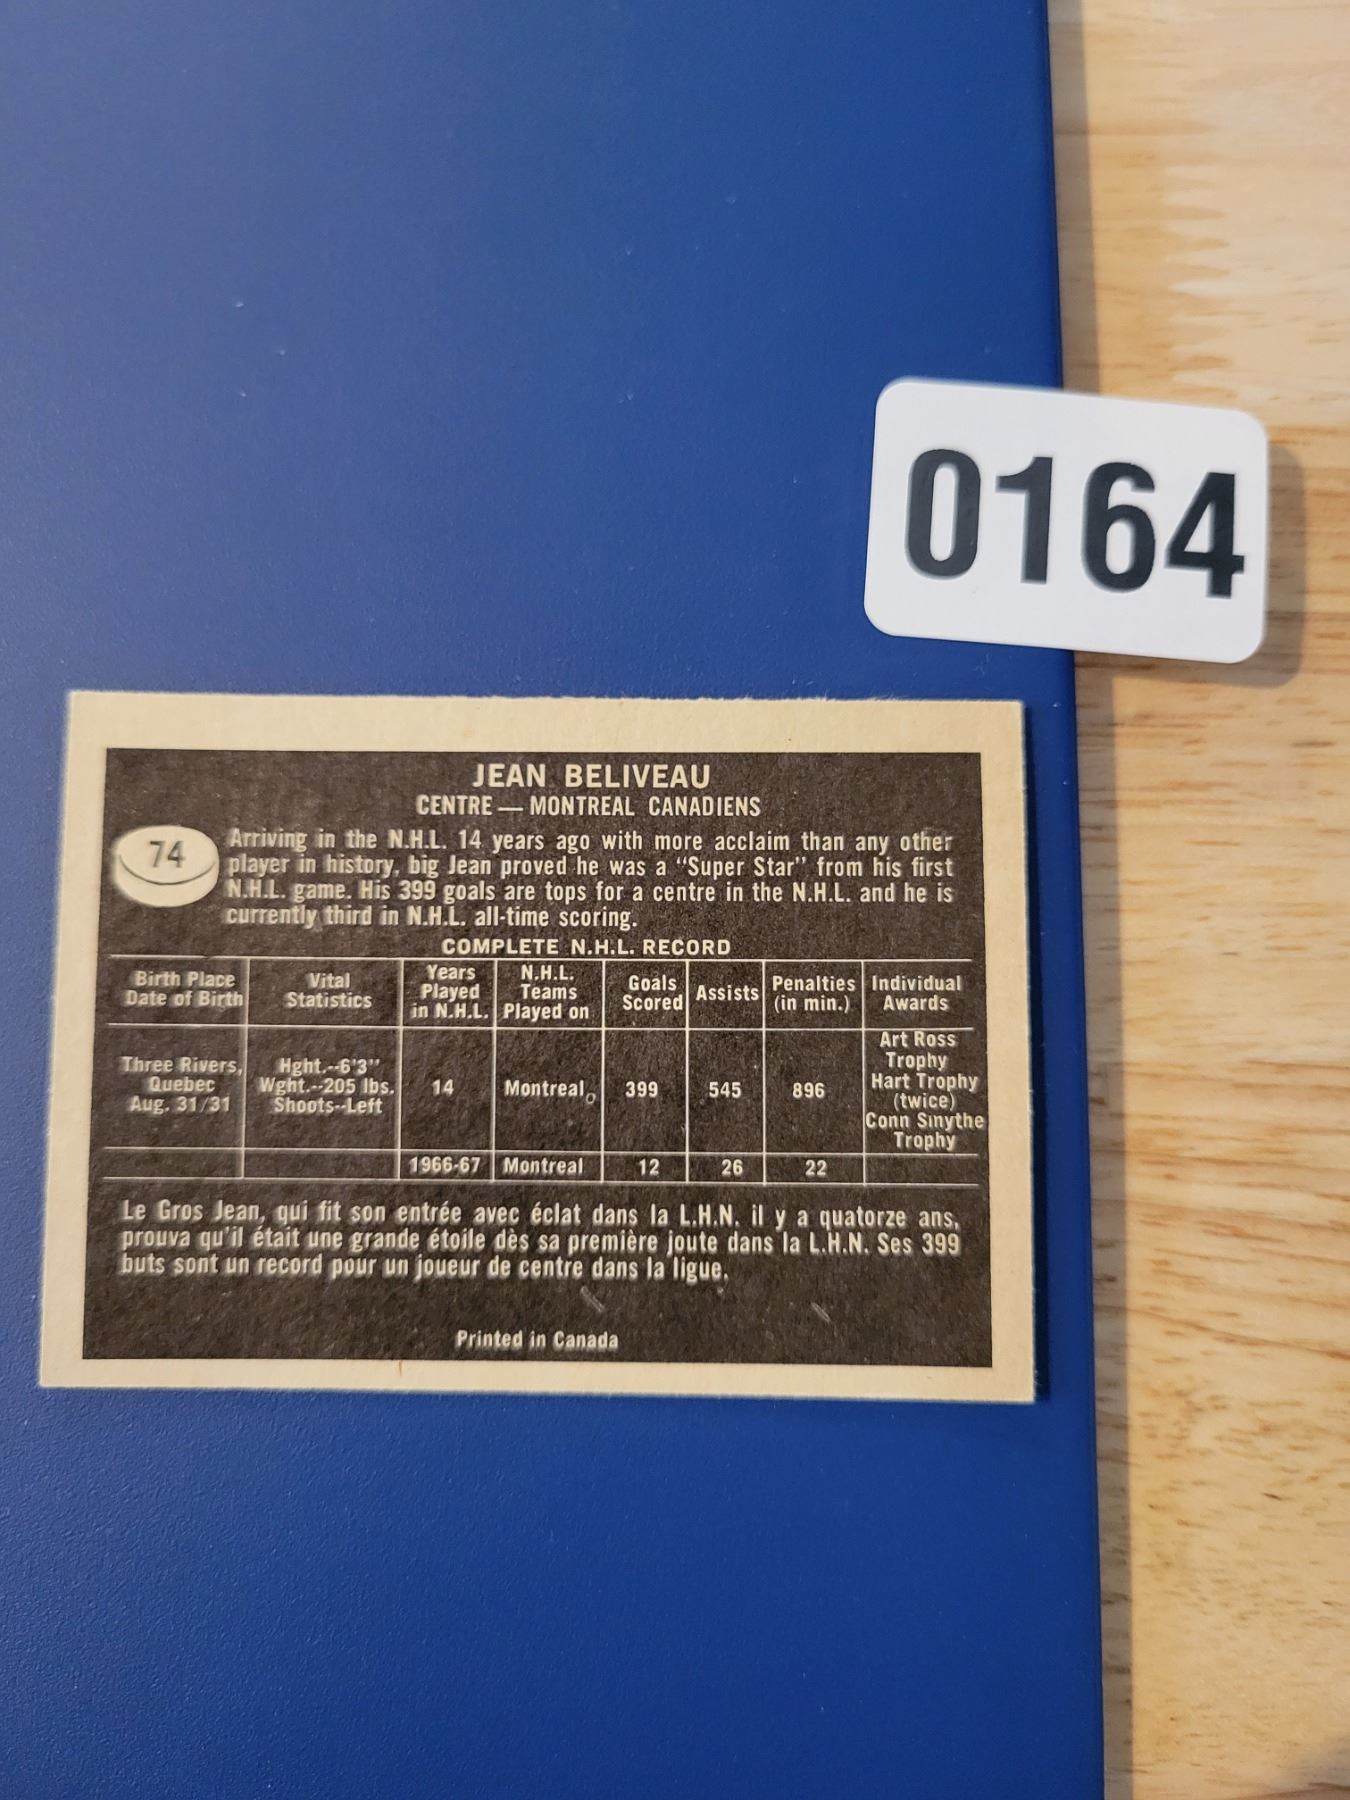 0164
JEAN BELIVEAU
CENTRE — MONTREAL CANADIENS
74
Arriving in the N.H.L. 14 years ago with more acclaim than any other
player in history, big Jean proved he was a "Super Star" from his first
N.H.L. game. His 399 goals are tops for a centre in the N.H.L. and he is
currently third in N.H.L. all-time scoring.
COMPLETE N.H.L. RECORD
Birth Place
Date of Birth
Vital
Statistics
Years
Played
in N.H.L.
N.H.L.
Teams
Played on
Goals
Scored
Assists
Penalties
(in min.)
Individual
Awards
Three Rivers,
Quebec
Aug. 31/31
Hght.--6'3"
Wght.--205 lbs.
Shoots--Left
14
Montreal
399
545
896
Art Ross
Trophy
Hart Trophy
(twice)
Conn Smythe
Trophy
1966-67
Montreal
12
26
22
Le Gros Jean, qui fit son entrée avec éclat dans la L.H.N. il y a quatorze ans,
prouva qu'il était une grande étoile dès sa première joute dans la L.H.N. Ses 399
buts sont un record pour un joueur de centre dans la ligue.
Printed in Canada